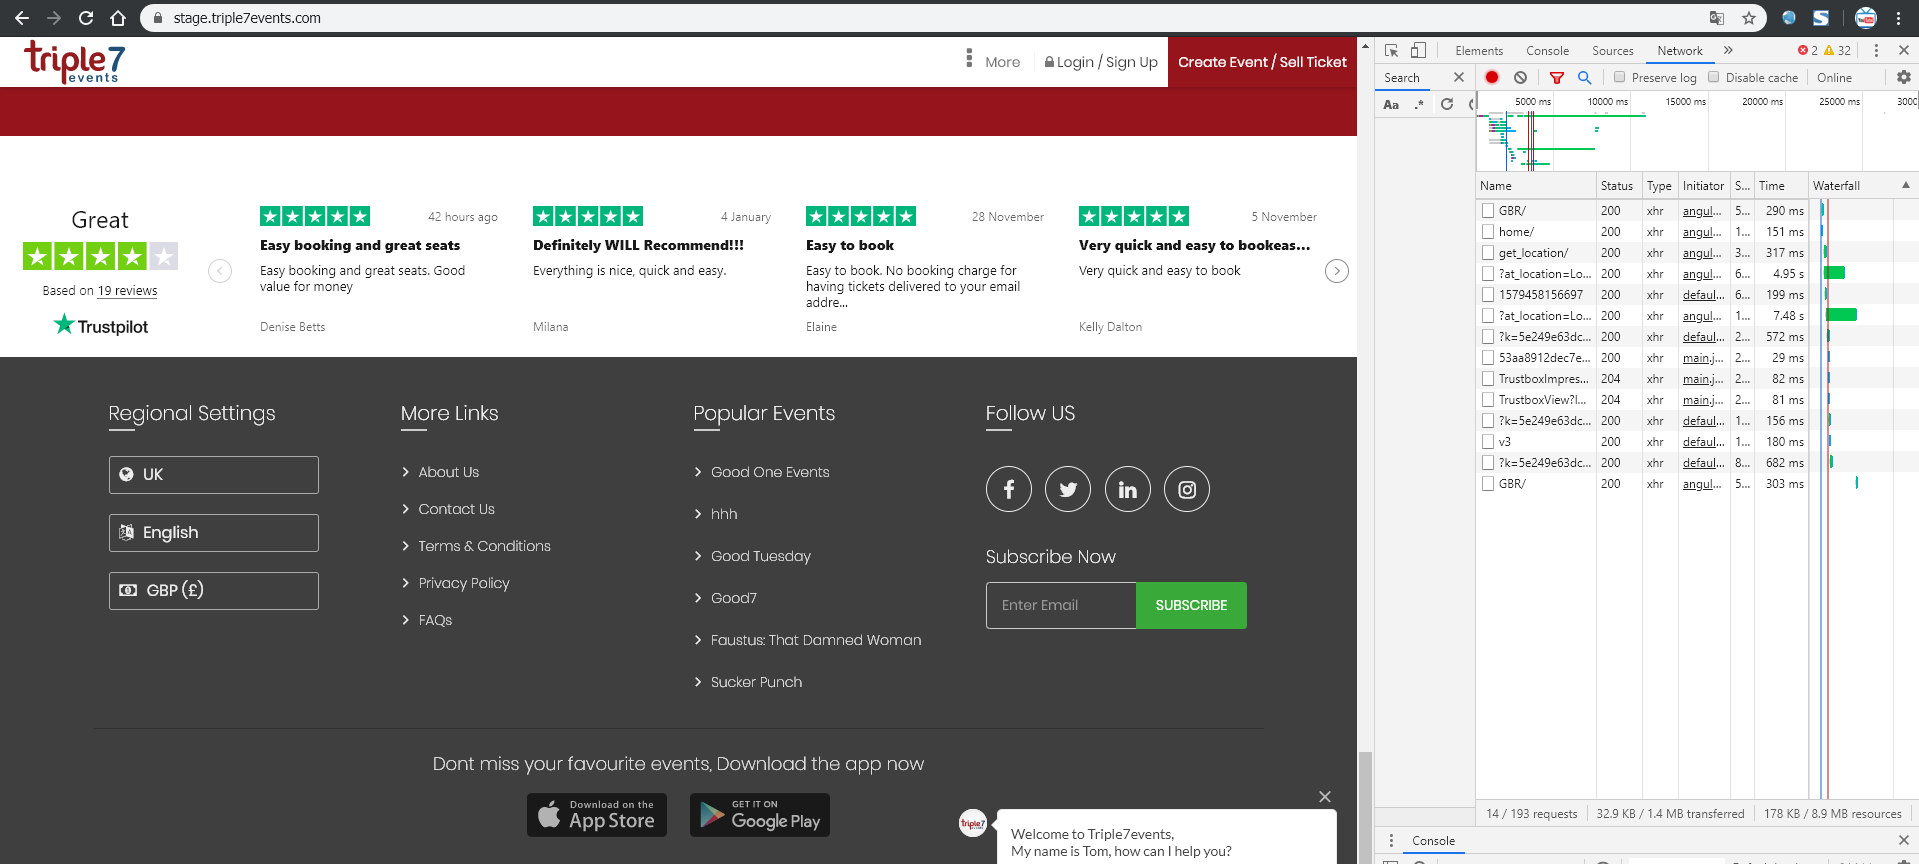 stage.triple7events.com
triple7
events
More
Login / Sign Up
Create Event / Sell Ticket
Great
Based on 19 reviews
Trustpilot
42 hours ago
Easy booking and great seats
Easy booking and great seats. Good
value for money
Denise Betts
4 January
Definitely WILL Recommend!!!
Everything is nice, quick and easy.
Milana
28 November
Easy to book
Easy to book. No booking charge for
having tickets delivered to your email
addre...
Elaine
5 November
Very quick and easy to bookeas...
Very quick and easy to book
Kelly Dalton
Regional Settings
UK
English
GBP (£)
More Links
About Us
Contact Us
Terms & Conditions
Privacy Policy
FAQs
Popular Events
Good One Events
hhh
Good Tuesday
Good7
Faustus: That Damned Woman
Sucker Punch
Follow US
Subscribe Now
Enter Email
SUBSCRIBE
Dont miss your favourite events, Download the app now
Download on the
App Store
GET IT ON
Google Play
triple7
Welcome to Triple7events,
My name is Tom, how can I help you?
Elements
Console
Sources
Network
2
32
Search
Preserve log
Disable cache
Online
Aa
.*
5000 ms
10000 ms
15000 ms
20000 ms
25000 ms
3000
Name Status Type Initiator S... Time Waterfall
GBR/ 200 xhr angul... 5... 290 ms
home/ 200 xhr angul... 1... 151 ms
get_location/ 200 xhr angul... 3... 317 ms
?at_location=Lo... 200 xhr angul... 6... 4.95 s
1579458156697 200 xhr defaul... 6... 199 ms
?at_location=Lo... 200 xhr angul... 1... 7.48 s
?k=5e249e63dc... 200 xhr defaul... 2... 572 ms
53aa8912dec7e... 200 xhr main.j... 2... 29 ms
TrustboxImpres... 204 xhr main.j... 2... 82 ms
TrustboxView?l... 204 xhr main.j... 2... 81 ms
?k=5e249e63dc... 200 xhr defaul... 1... 156 ms
v3 200 xhr defaul... 1... 180 ms
?k=5e249e63dc... 200 xhr defaul... 8... 682 ms
GBR/ 200 xhr angul... 5... 303 ms
14 / 193 requests
32.9 KB / 1.4 MB transferred
178 KB / 8.9 MB resources
Console